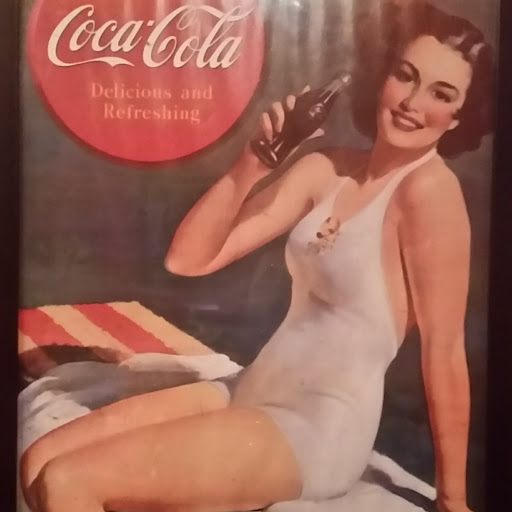 Coca-Cola
Delicious and
Refreshing